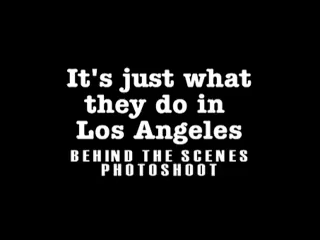 It's just what
they do in
Los Angeles
BEHIND THE SCENES
PHOTOSHOOT